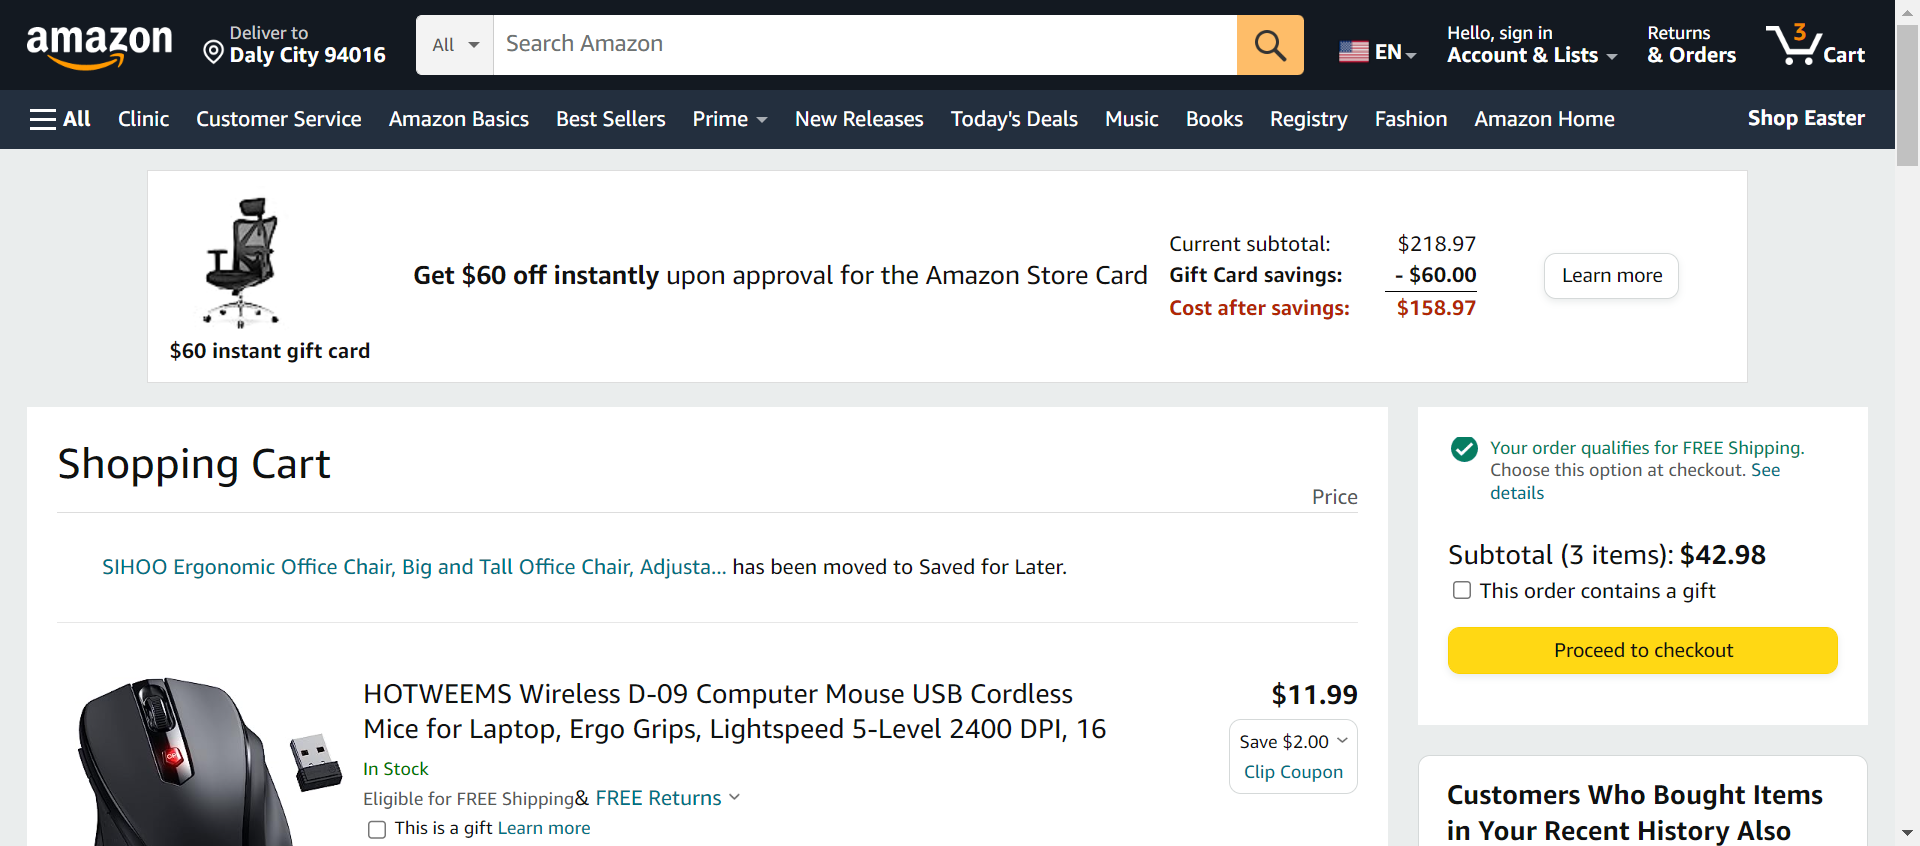 amazon
Deliver to
Daly City 94016
All
Search Amazon
EN
Hello, sign in
Account & Lists
Returns
& Orders
3
Cart
All
Clinic
Customer Service
Amazon Basics
Best Sellers
Prime
New Releases
Today's Deals
Music
Books
Registry
Fashion
Amazon Home
Shop Easter
$60 instant gift card
Get $60 off instantly upon approval for the Amazon Store Card
Current subtotal: $218.97
Gift Card savings: - $60.00
Cost after savings: $158.97
Learn more
Shopping Cart
Price
SIHOO Ergonomic Office Chair, Big and Tall Office Chair, Adjusta... has been moved to Saved for Later.
HOTWEEMS Wireless D-09 Computer Mouse USB Cordless
Mice for Laptop, Ergo Grips, Lightspeed 5-Level 2400 DPI, 16
In Stock
Eligible for FREE Shipping& FREE Returns
This is a gift Learn more
$11.99
Save $2.00
Clip Coupon
Your order qualifies for FREE Shipping.
Choose this option at checkout. See
details
Subtotal (3 items): $42.98
This order contains a gift
Proceed to checkout
Customers Who Bought Items
in Your Recent History Also